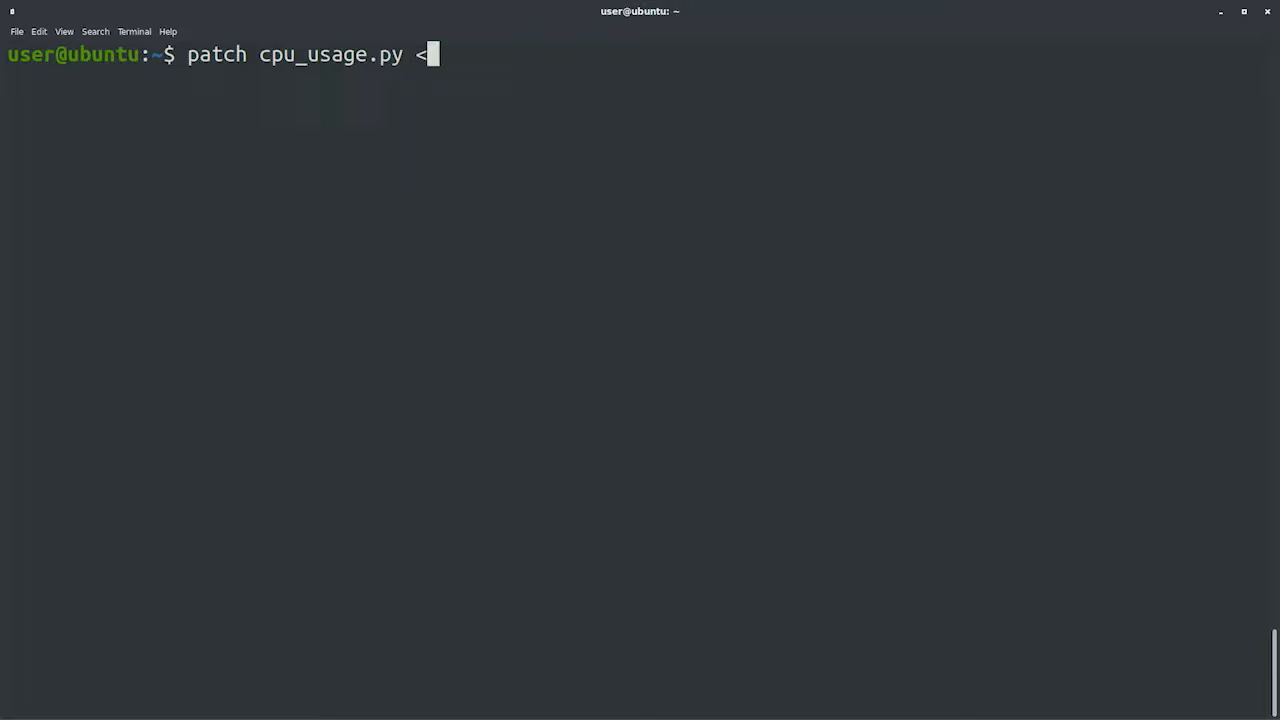 user@ubuntu: ~
File Edit View Search Terminal Help
user@ubuntu:~$ patch cpu_usage.py <